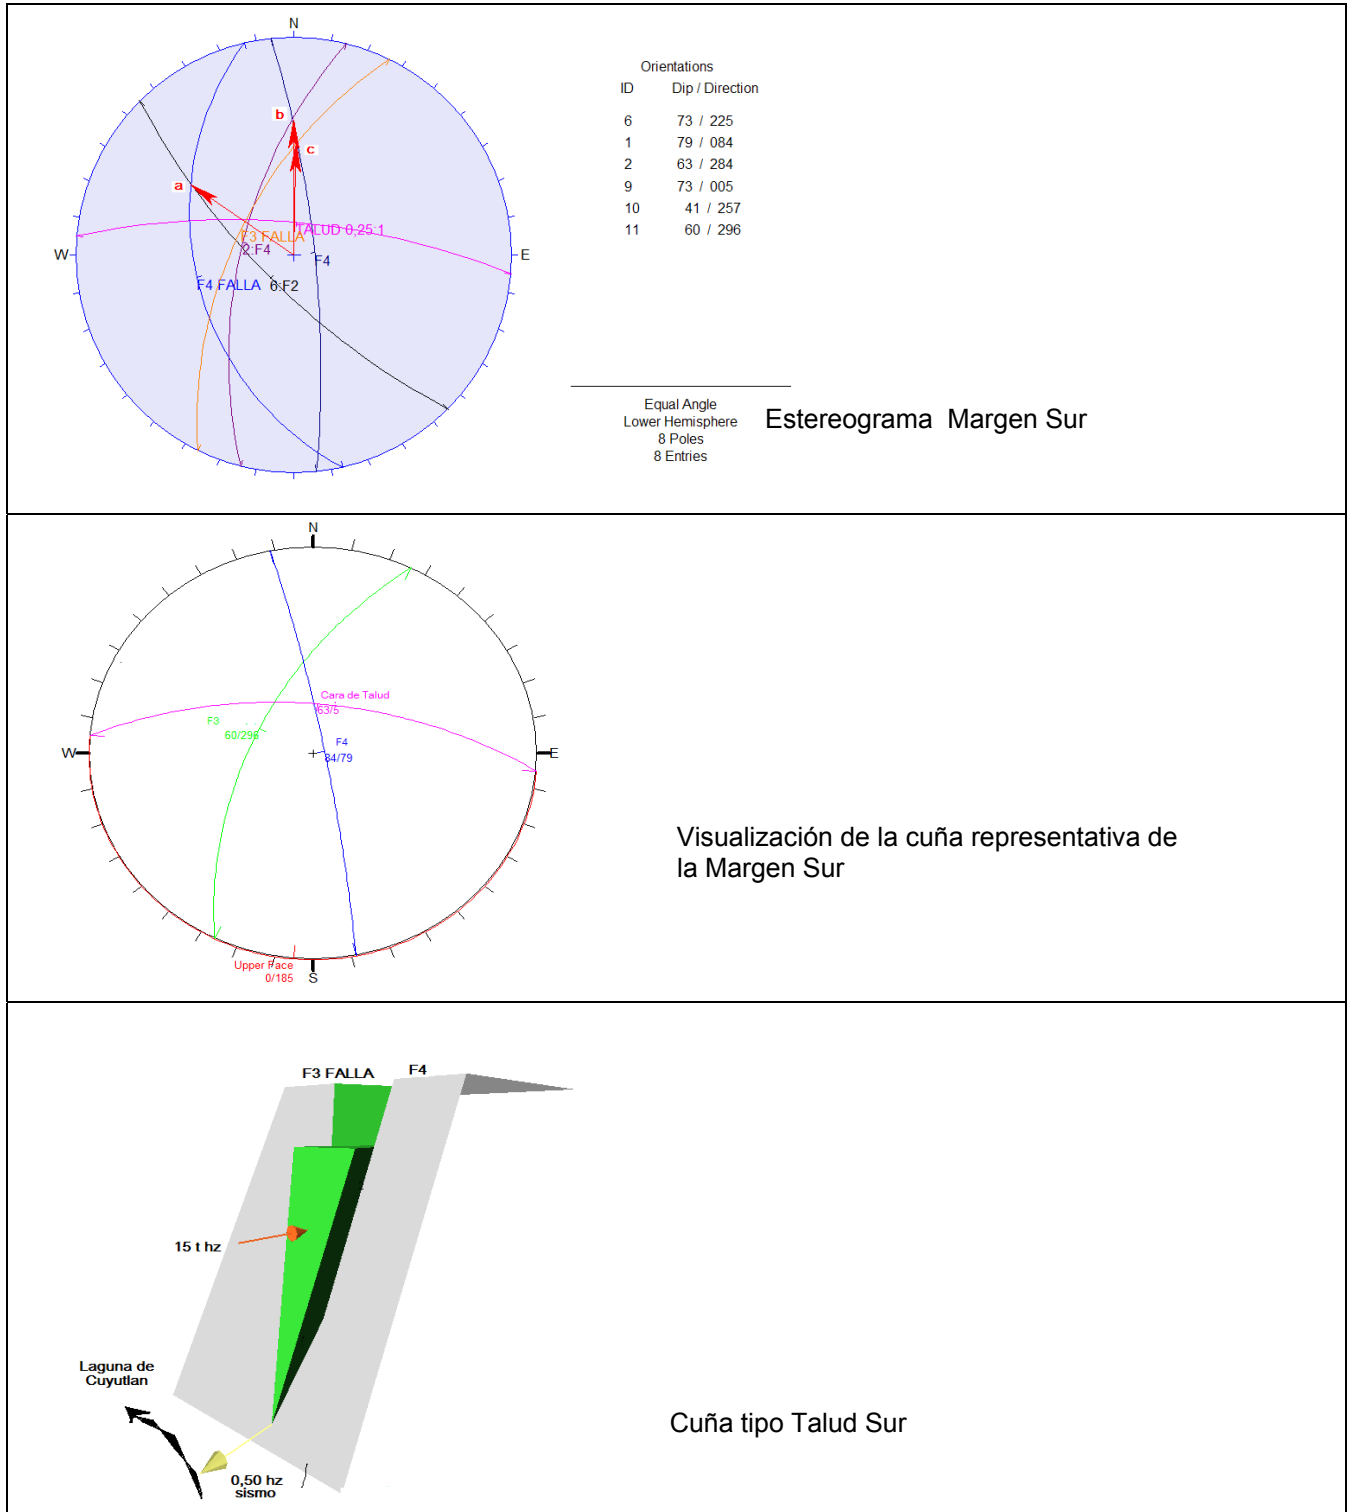 N
W
E
b
c
a
TALUD 0,25:1
F3 FALLA
2:F4
F4
F4 FALLA
6:F2
Orientations
ID Dip / Direction
6 73 / 225
1 79 / 084
2 63 / 284
9 73 / 005
10 41 / 257
11 60 / 296
Equal Angle
Lower Hemisphere
8 Poles
8 Entries
Estereograma Margen Sur
N
W
E
S
Cara de Talud
63/5
F3
60/296
F4
84/79
Upper Face
0/185
Visualización de la cuña representativa de
la Margen Sur
F3 FALLA
F4
15 t hz
Laguna de
Cuyutlan
0,50 hz
sismo
Cuña tipo Talud Sur